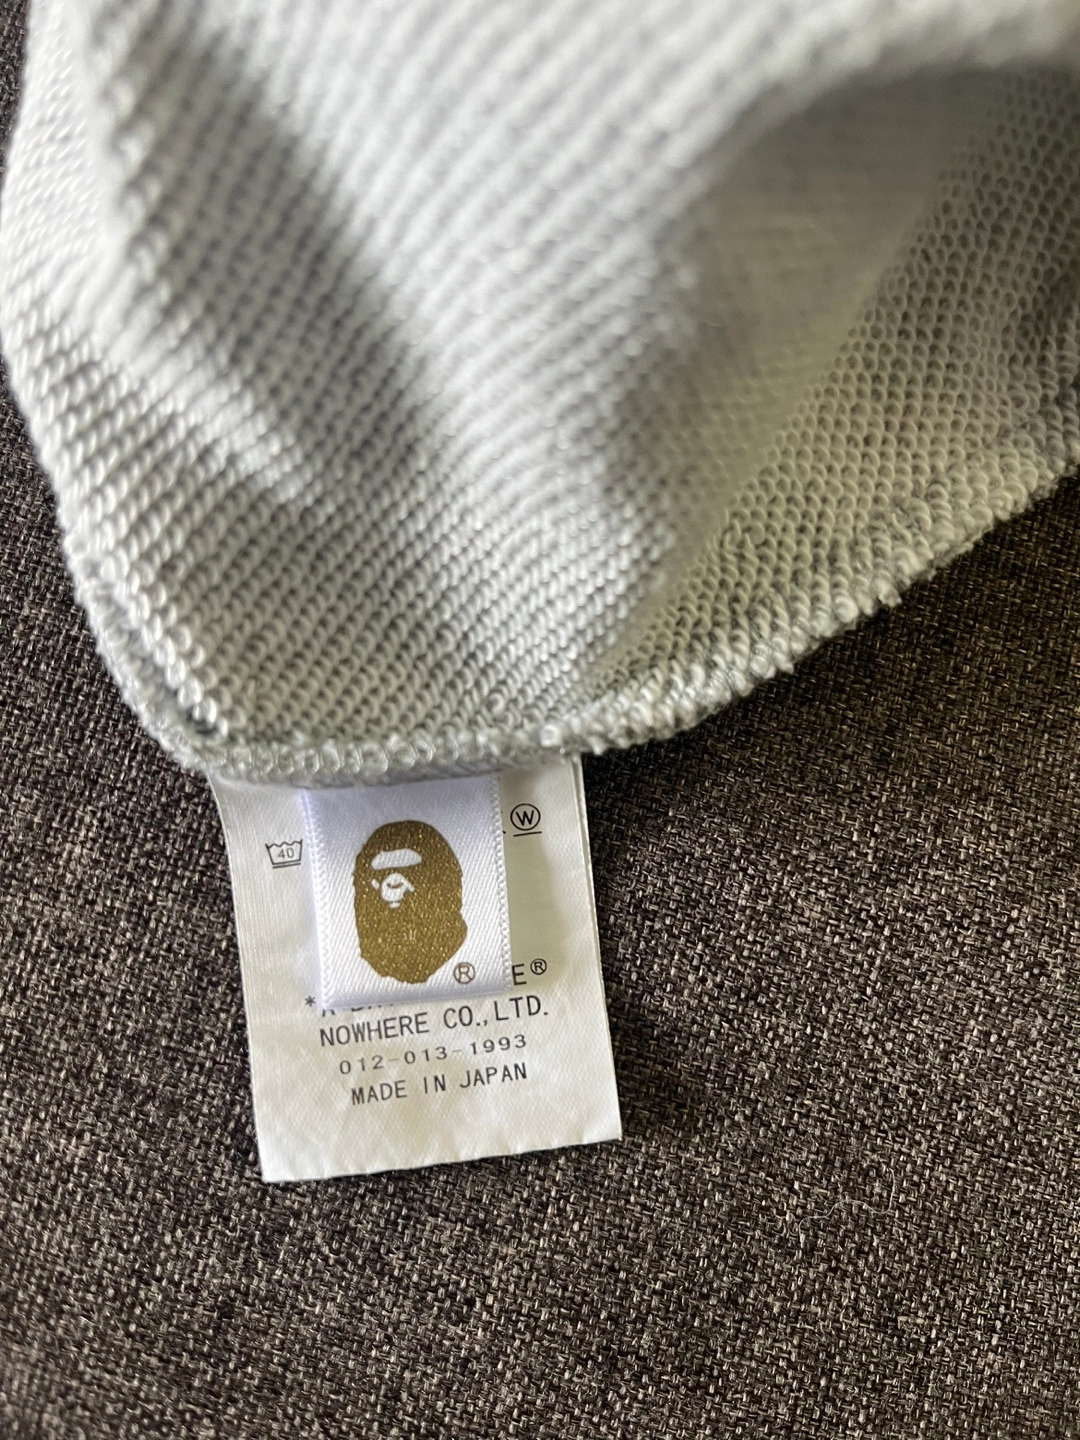 40
W
®
E®
NOWHERE CO.,LTD.
012-013-1993
MADE IN JAPAN